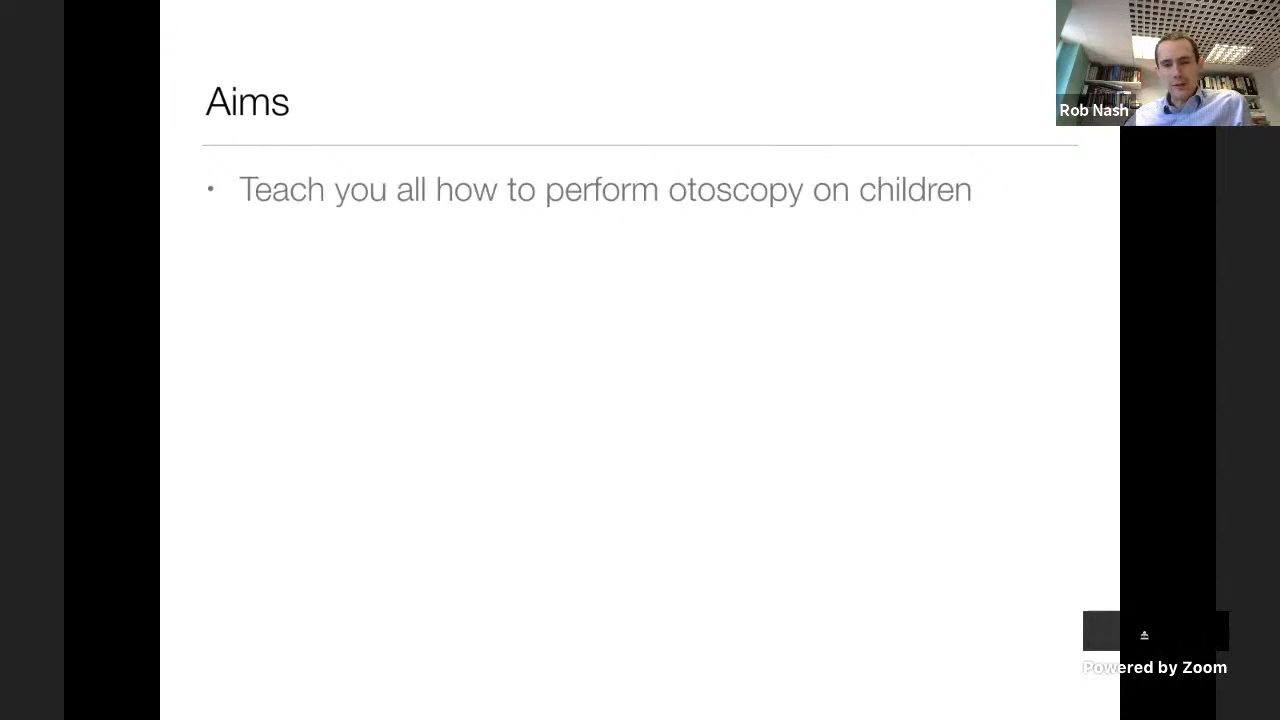 Aims
Rob Nash
• Teach you all how to perform otoscopy on children
Powered by Zoom